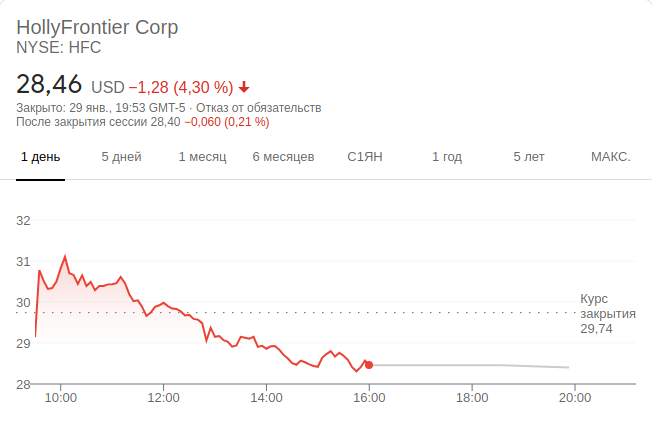 HollyFrontier Corp
NYSE: HFC
28,46 USD −1,28 (4,30 %)
Закрыто: 29 янв., 19:53 GMT-5 · Отказ от обязательств
После закрытия сессии 28,40 −0,060 (0,21 %)
1 день 5 дней 1 месяц 6 месяцев С1ЯН 1 год 5 лет МАКС.
32
31
30
29
28
Курс
закрытия
29,74
10:00 12:00 14:00 16:00 18:00 20:00